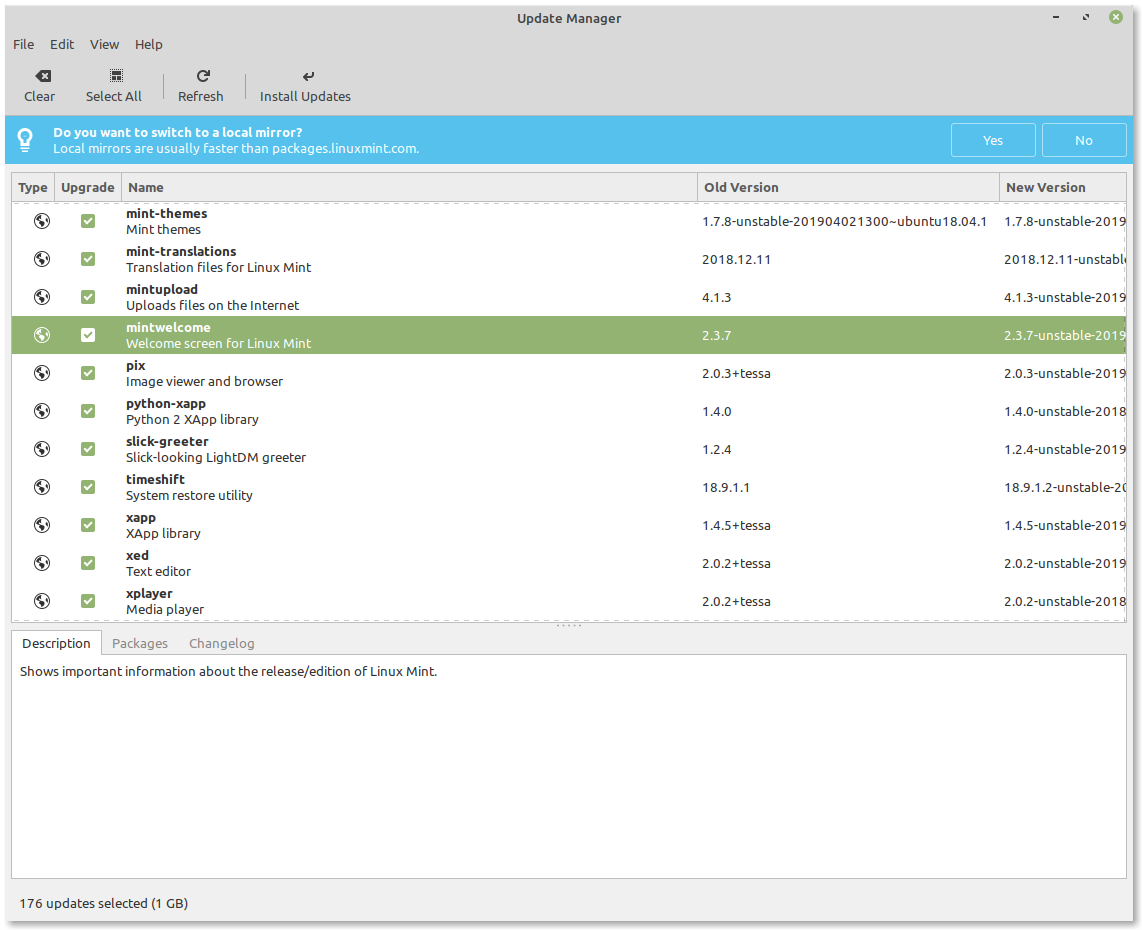 Update Manager
File Edit View Help
Clear Select All Refresh Install Updates
Do you want to switch to a local mirror?
Local mirrors are usually faster than packages.linuxmint.com.
Yes No
Type Upgrade Name Old Version New Version
mint-themes
Mint themes
1.7.8-unstable-201904021300~ubuntu18.04.1 1.7.8-unstable-2019
mint-translations
Translation files for Linux Mint
2018.12.11 2018.12.11-unstabl
mintupload
Uploads files on the Internet
4.1.3 4.1.3-unstable-2019
mintwelcome
Welcome screen for Linux Mint
2.3.7 2.3.7-unstable-2019
pix
Image viewer and browser
2.0.3+tessa 2.0.3-unstable-2019
python-xapp
Python 2 XApp library
1.4.0 1.4.0-unstable-2018
slick-greeter
Slick-looking LightDM greeter
1.2.4 1.2.4-unstable-2019
timeshift
System restore utility
18.9.1.1 18.9.1.2-unstable-20
xapp
XApp library
1.4.5+tessa 1.4.5-unstable-2019
xed
Text editor
2.0.2+tessa 2.0.2-unstable-2019
xplayer
Media player
2.0.2+tessa 2.0.2-unstable-2018
Description Packages Changelog
Shows important information about the release/edition of Linux Mint.
176 updates selected (1 GB)